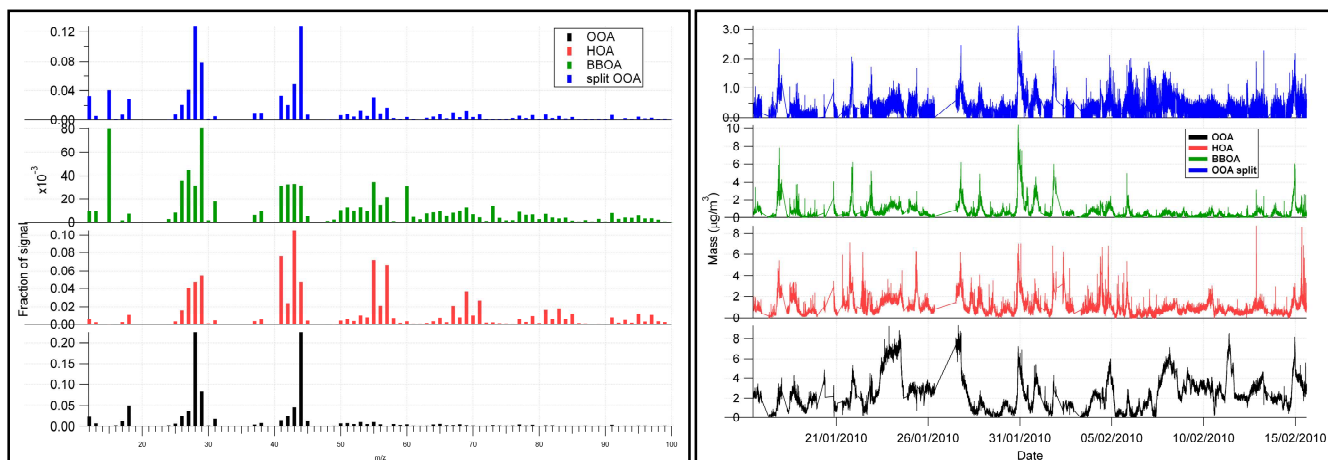 0.12
0.08
0.04
0.00
OOA
HOA
BBOA
split OOA
80
60
40
20
0
x10-3
0.10
0.08
0.06
0.04
0.02
0.00
Fraction of signal
0.20
0.15
0.10
0.05
0.00
20 30 40 50 60 70 80 90 100
m/z
3.0
2.0
1.0
0.0
10
8
6
4
2
0
OOA
HOA
BBOA
OOA split
Mass (µg/m3)
8
6
4
2
0
8
6
4
2
0
21/01/2010 26/01/2010 31/01/2010 05/02/2010 10/02/2010 15/02/2010
Date